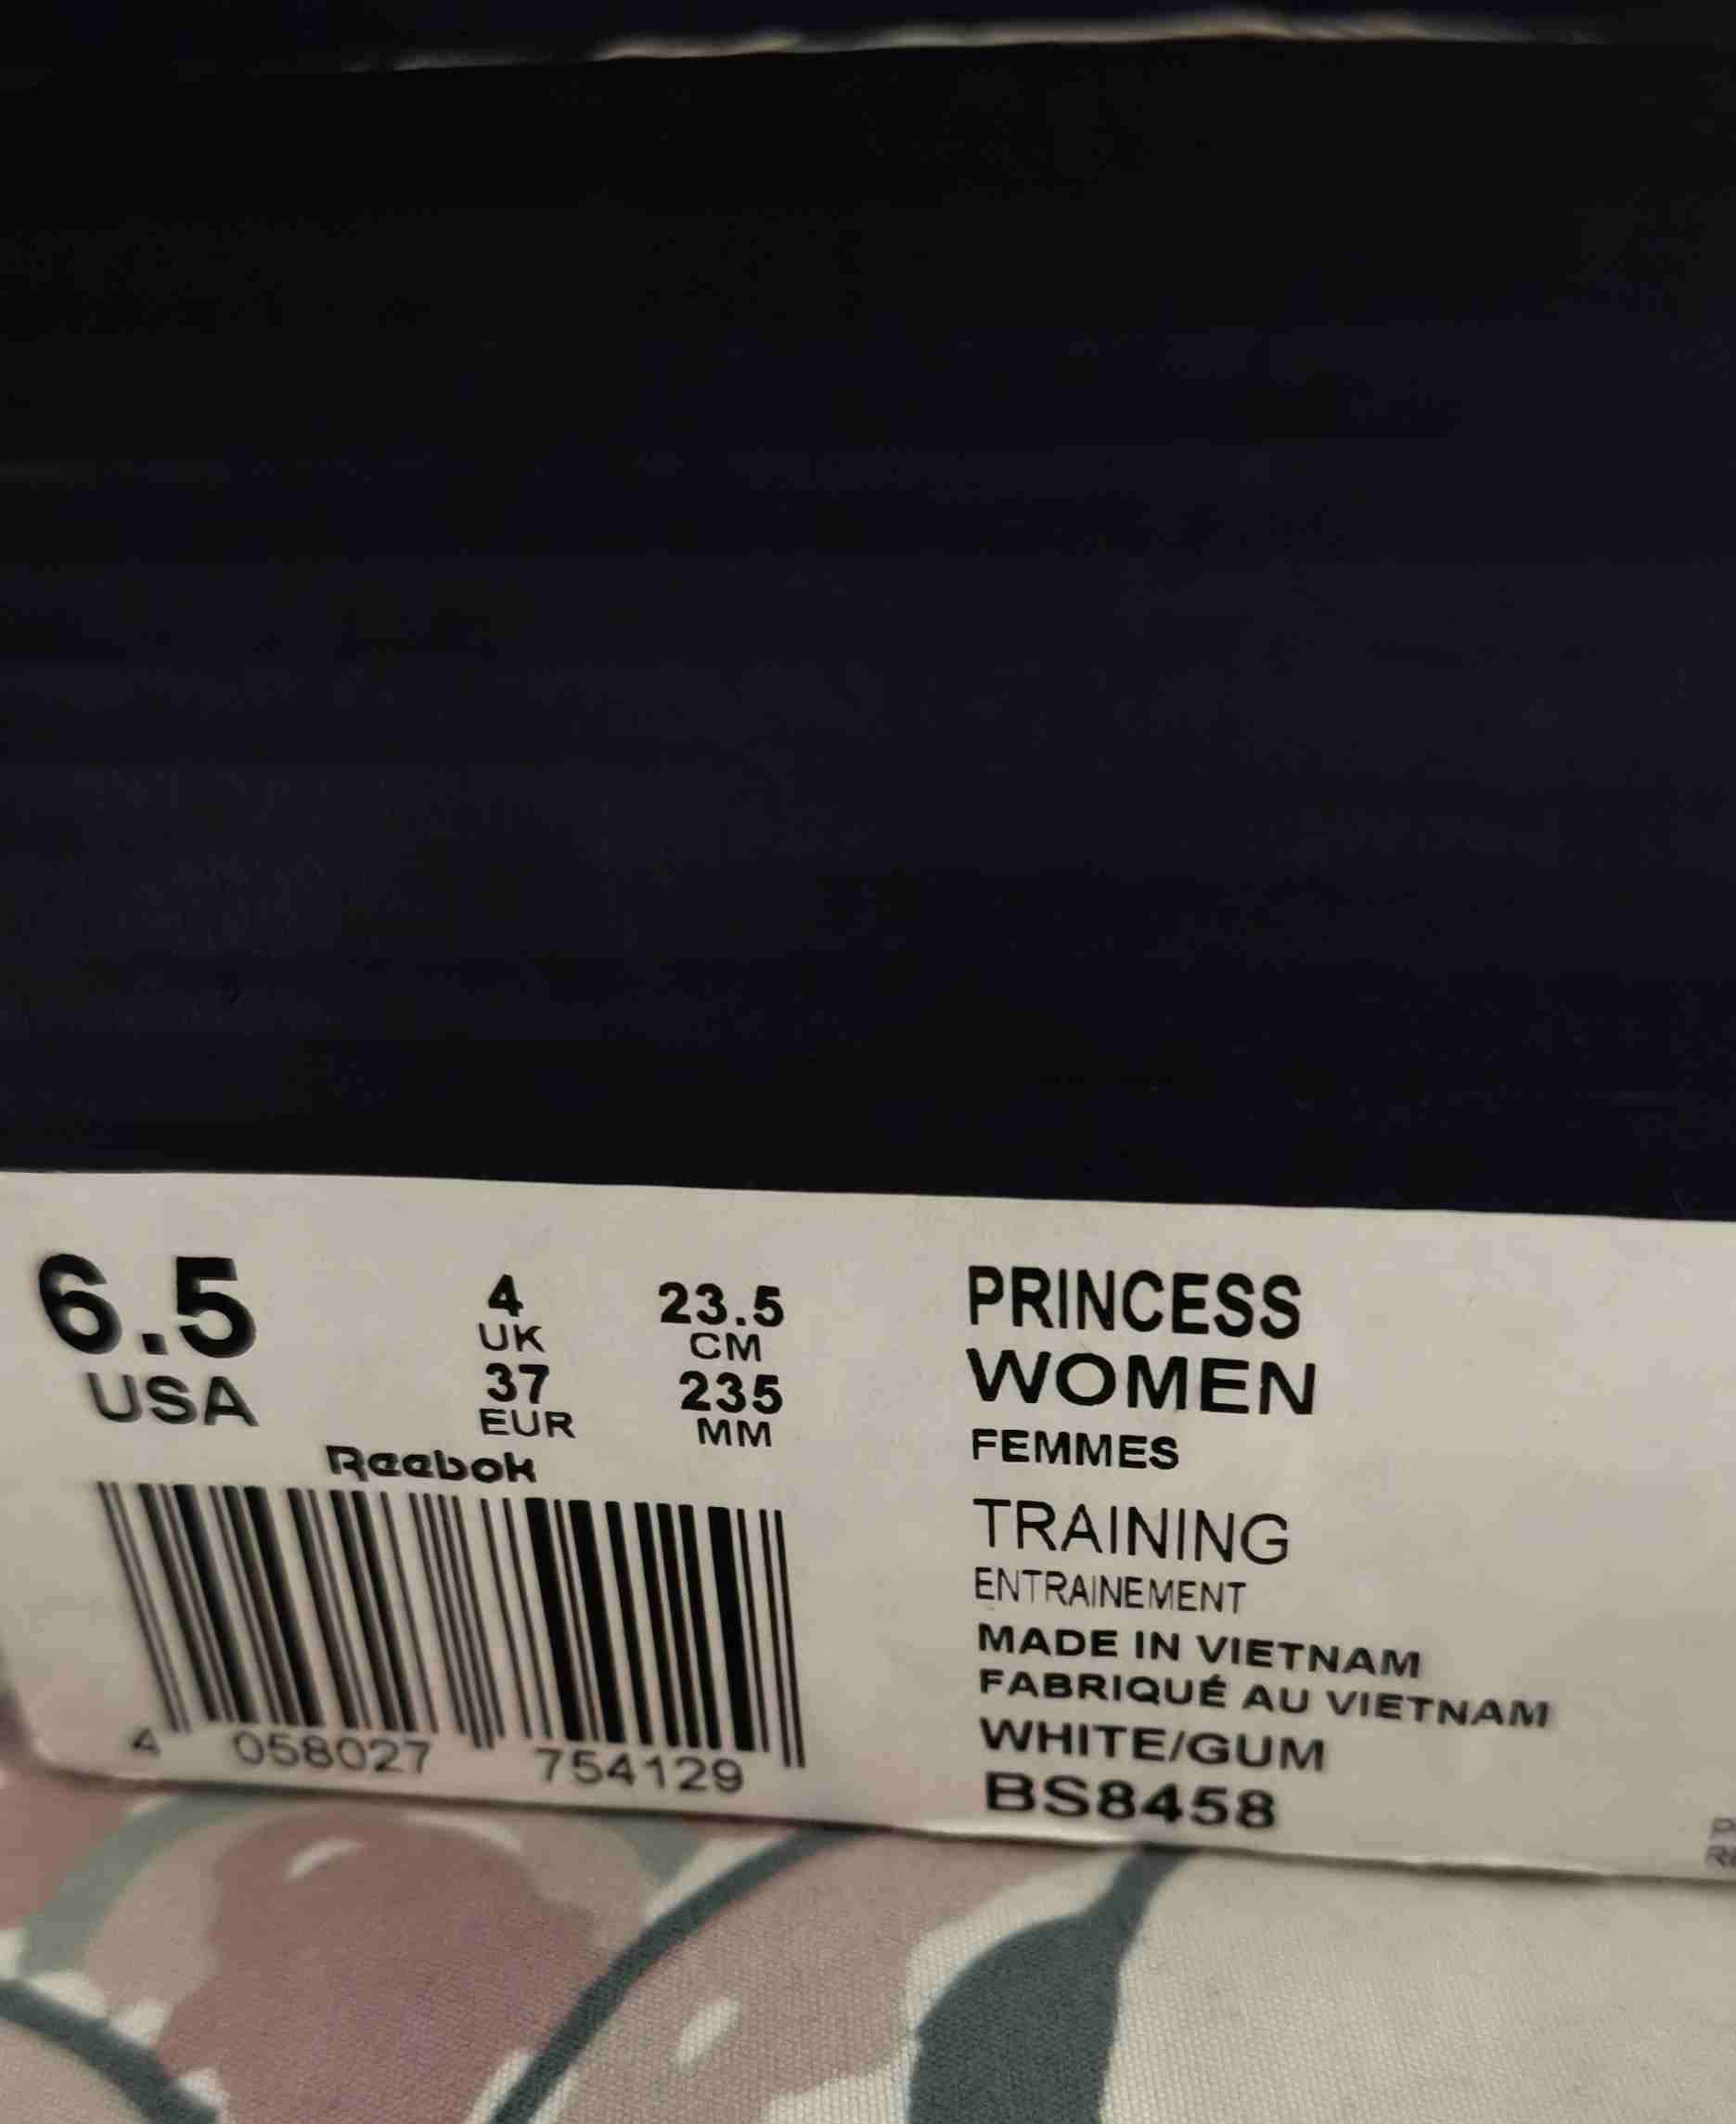 6.5
USA
4
UK
37
EUR
23.5
CM
235
MM
Reebok
4 058027 754129
PRINCESS
WOMEN
FEMMES
TRAINING
ENTRAINEMENT
MADE IN VIETNAM
FABRIQUÉ AU VIETNAM
WHITE/GUM
BS8458